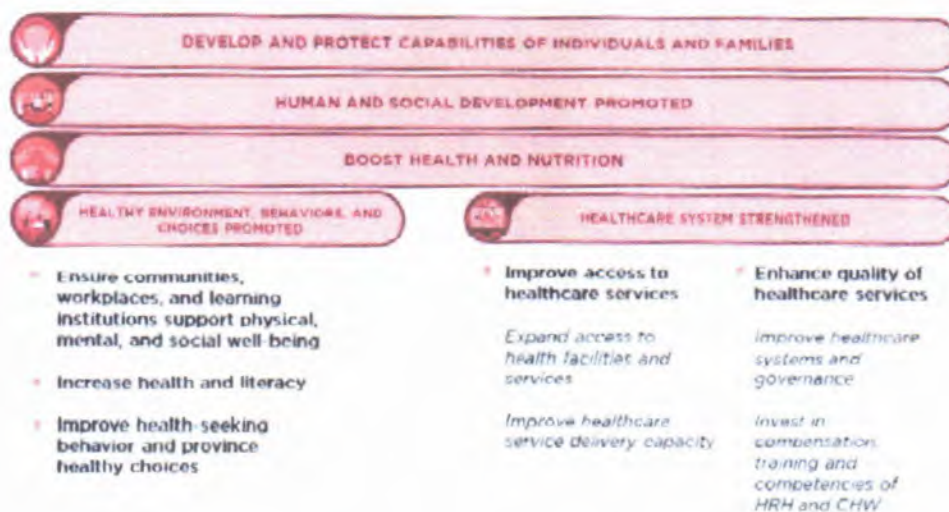 DEVELOP AND PROTECT CAPABILITIES OF INDIVIDUALS AND FAMILIES
HUMAN AND SOCIAL DEVELOPMENT PROMOTED
BOOST HEALTH AND NUTRITION
HEALTHY ENVIRONMENT, BEHAVIORS, AND
CHOICES PROMOTED
Ensure communities,
workplaces, and learning
institutions support physical,
mental, and social well-being
Increase health and literacy
Improve health-seeking
behavior and province
healthy choices
HEALTHCARE SYSTEM STRENGTHENED
Improve access to
healthcare services
Expand access to
health facilities and
services
Improve healthcare
service delivery capacity
Enhance quality of
healthcare services
Improve healthcare
systems and
governance
Invest in
compensation,
training and
competencies of
HRH and CHW